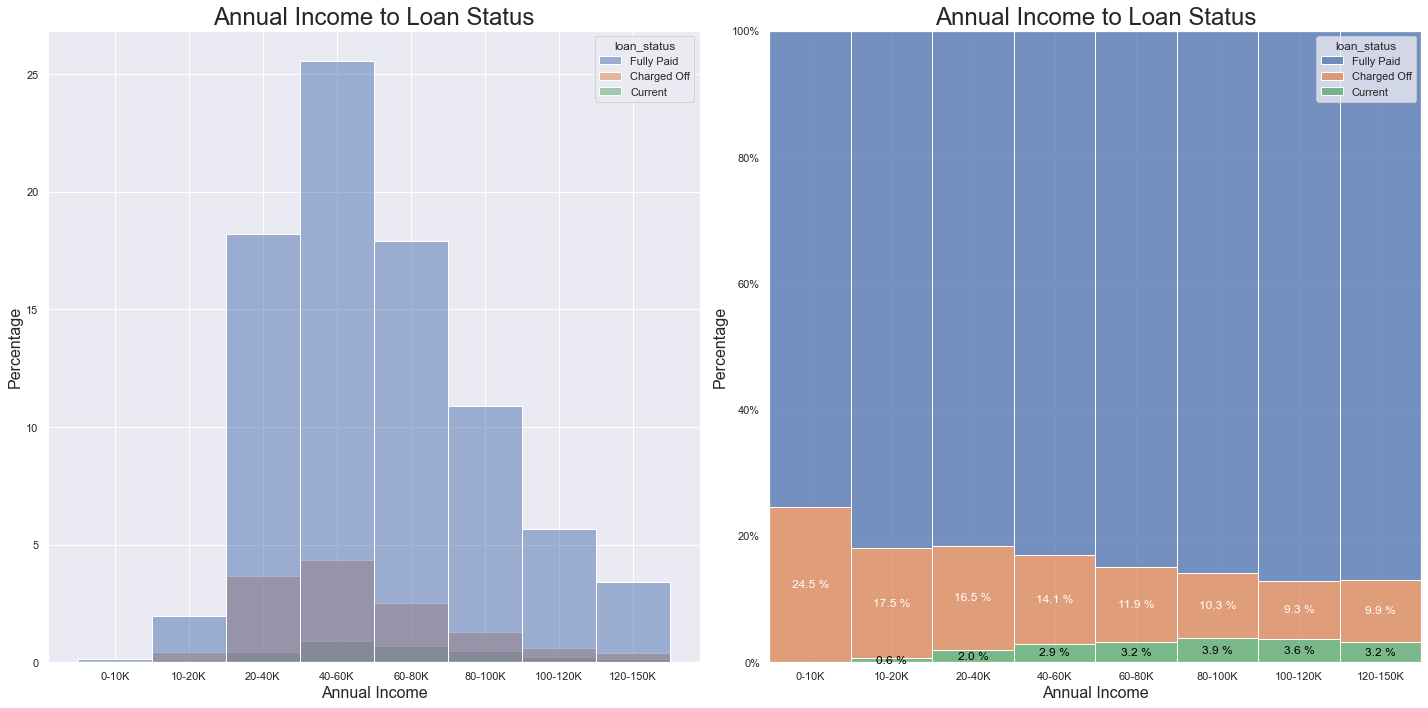 Annual Income to Loan Status
25
20
15
10
5
0
Percentage
loan_status
Fully Paid
Charged Off
Current
0-10K 10-20K 20-40K 40-60K 60-80K 80-100K 100-120K 120-150K
Annual Income
Annual Income to Loan Status
100%
80%
60%
40%
20%
0%
Percentage
loan_status
Fully Paid
Charged Off
Current
24.5 % 17.5 % 16.5 % 14.1 % 11.9 % 10.3 % 9.3 % 9.9 %
0.6 % 2.0 % 2.9 % 3.2 % 3.9 % 3.6 % 3.2 %
0-10K 10-20K 20-40K 40-60K 60-80K 80-100K 100-120K 120-150K
Annual Income